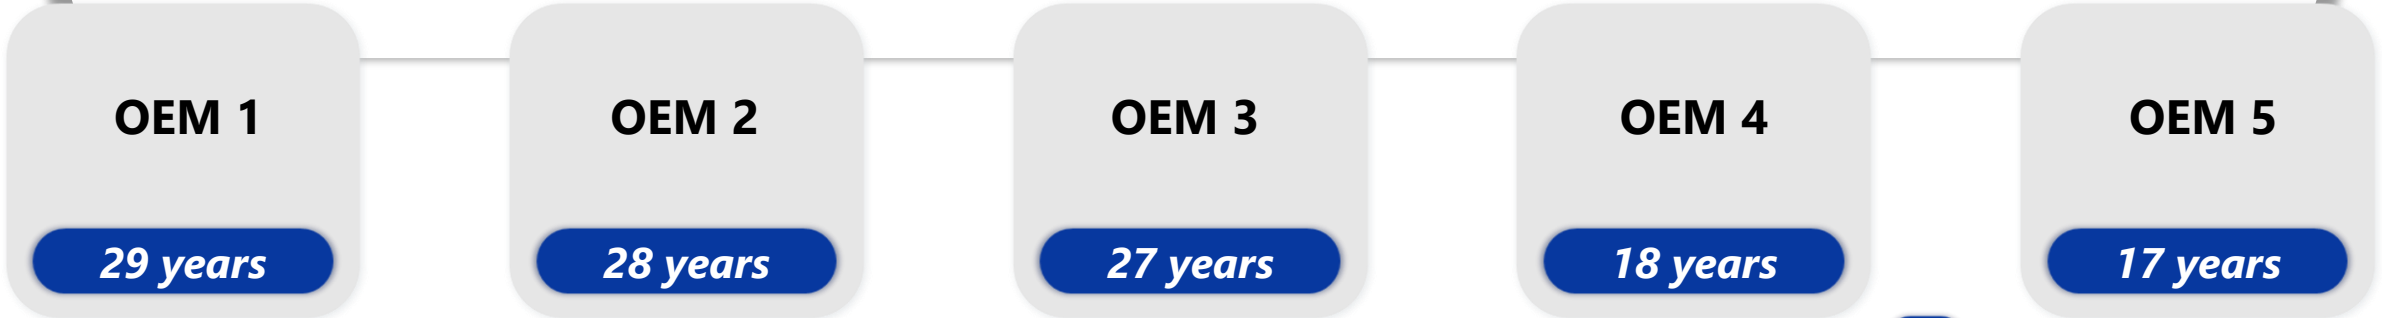 OEM 1
29 years
OEM 2
28 years
OEM 3
27 years
OEM 4
18 years
OEM 5
17 years